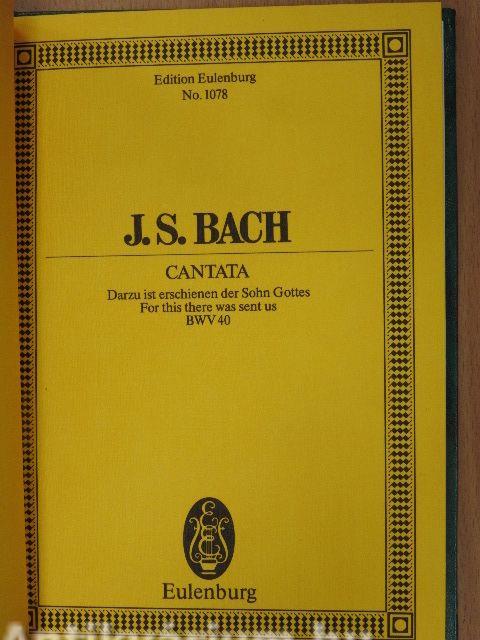 Edition Eulenburg
No. 1078
J. S. BACH
CANTATA
Darzu ist erschienen der Sohn Gottes
For this there was sent us
BWV 40
Eulenburg